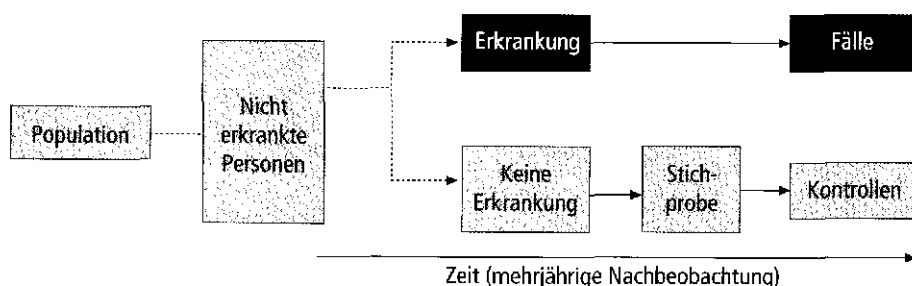 Population
Nicht
erkrankte
Personen
Erkrankung
Fälle
Keine
Erkrankung
Stich-
probe
Kontrollen
Zeit (mehrjährige Nachbeobachtung)